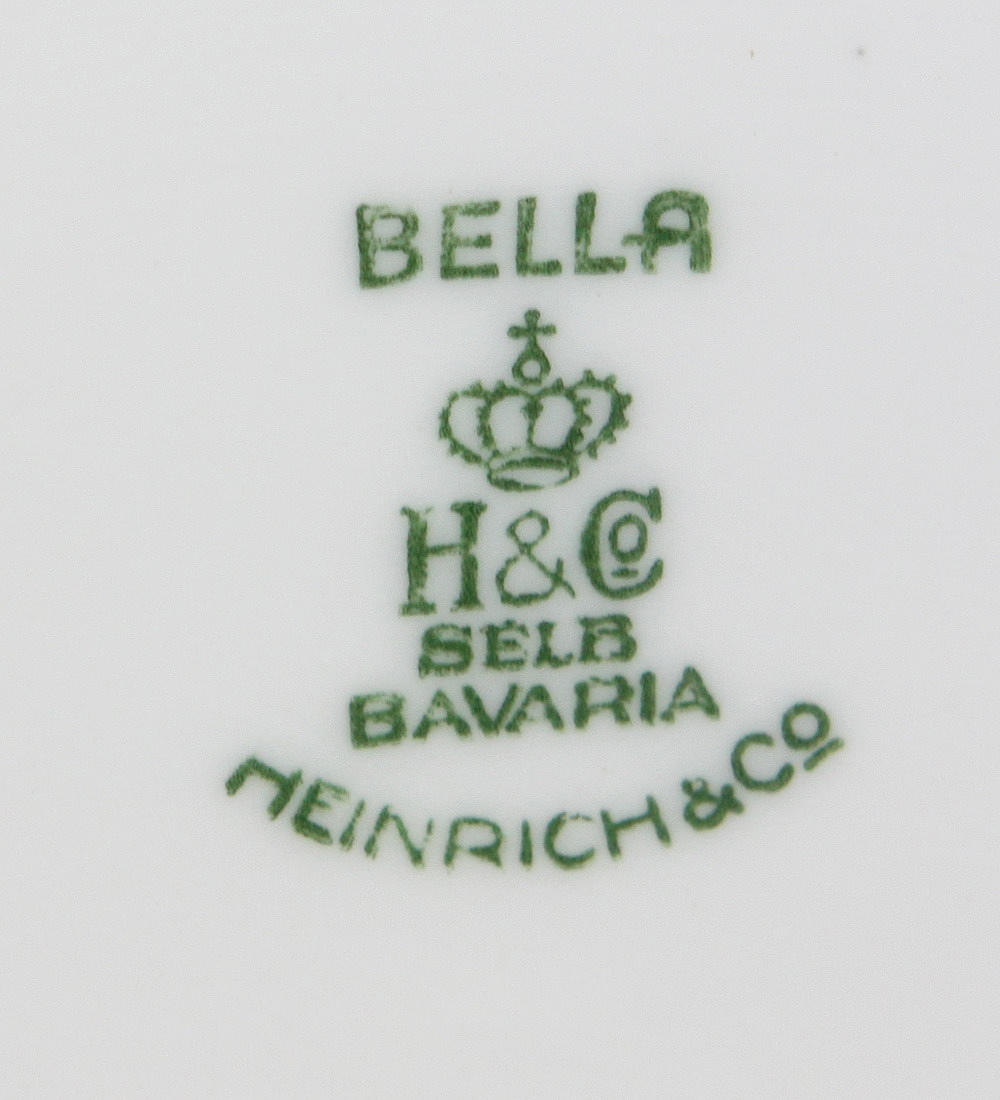 BELLA
H & Co
SELB
BAVARIA
HEINRICH & Co